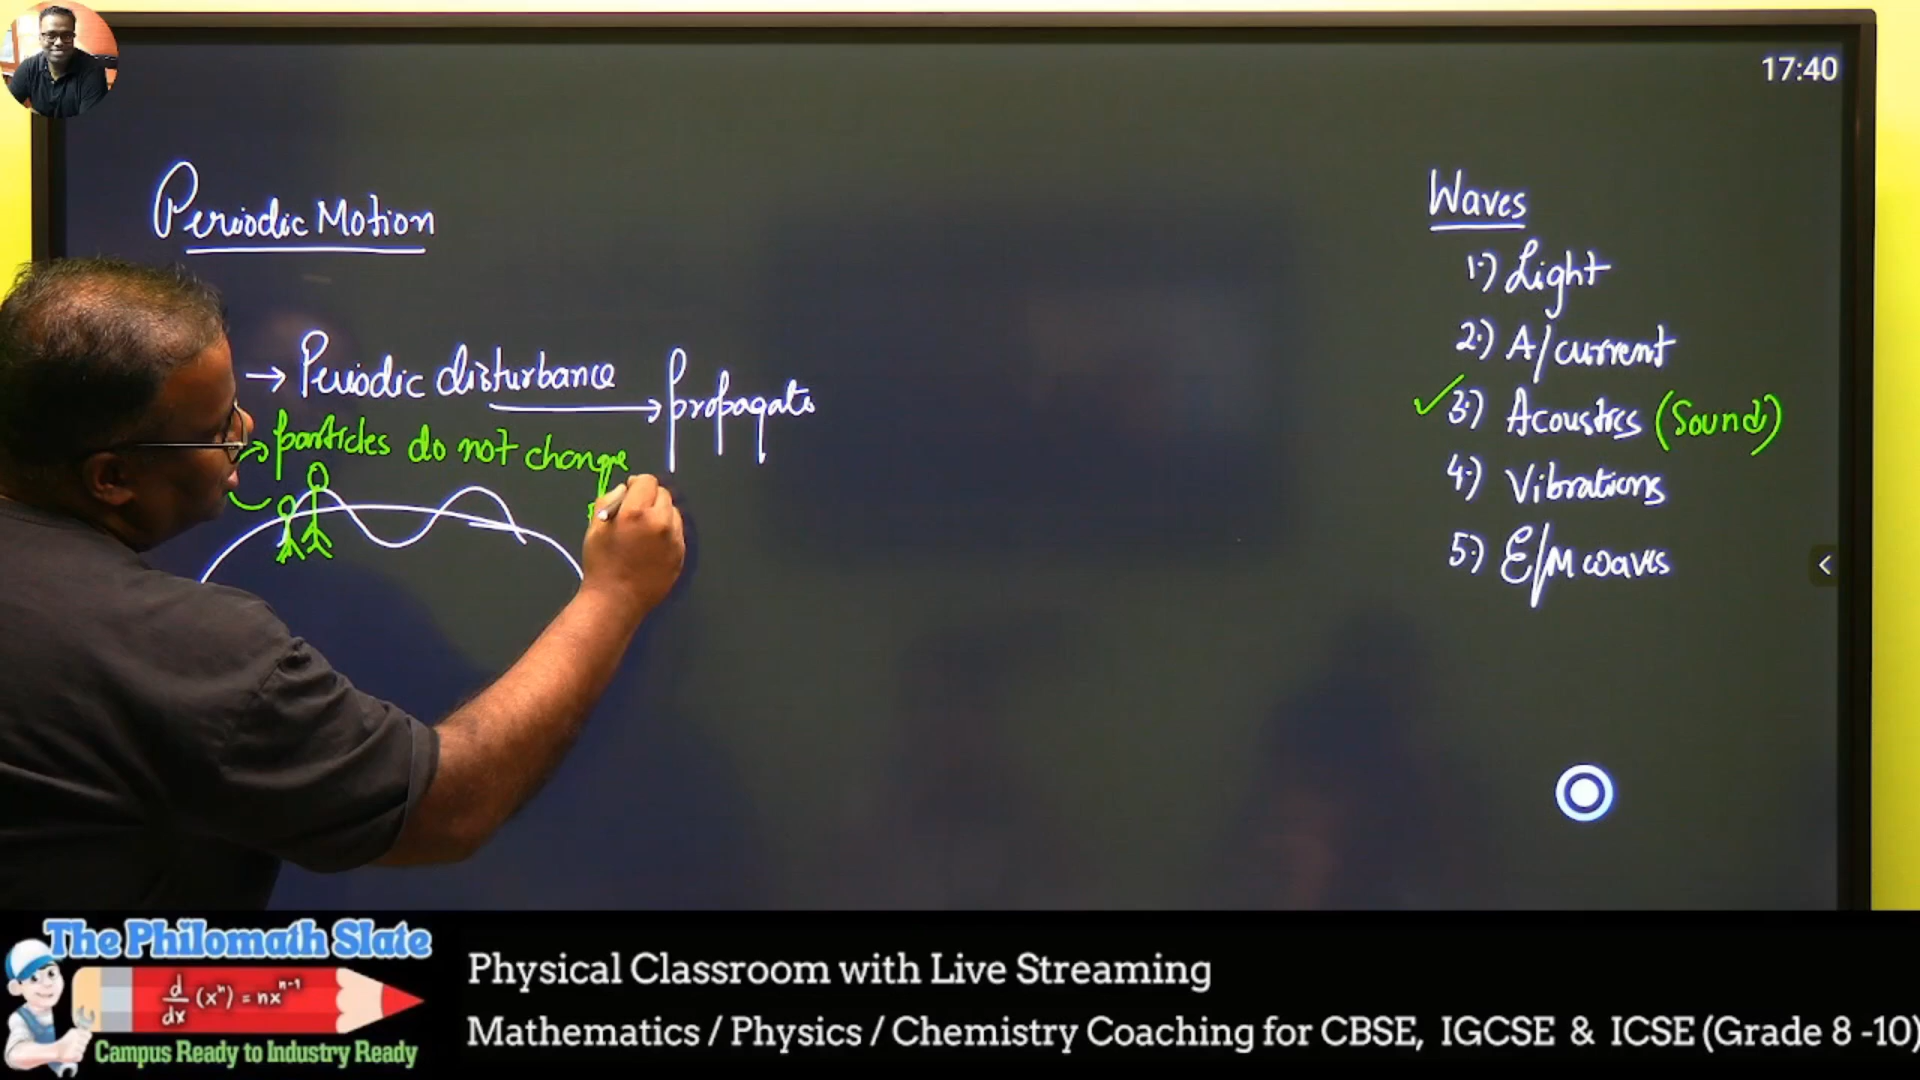 17:40
Periodic Motion
→ Periodic disturbance → propagate
→ particles do not change
Waves
1.) Light
2.) A/current
✓ 3.) Acoustics (Sound)
4.) Vibrations
5.) E/M waves
The Philomath Slate
d/dx (xⁿ) = nxⁿ⁻¹
Campus Ready to Industry Ready
Physical Classroom with Live Streaming
Mathematics / Physics / Chemistry Coaching for CBSE, IGCSE & ICSE (Grade 8 -10)